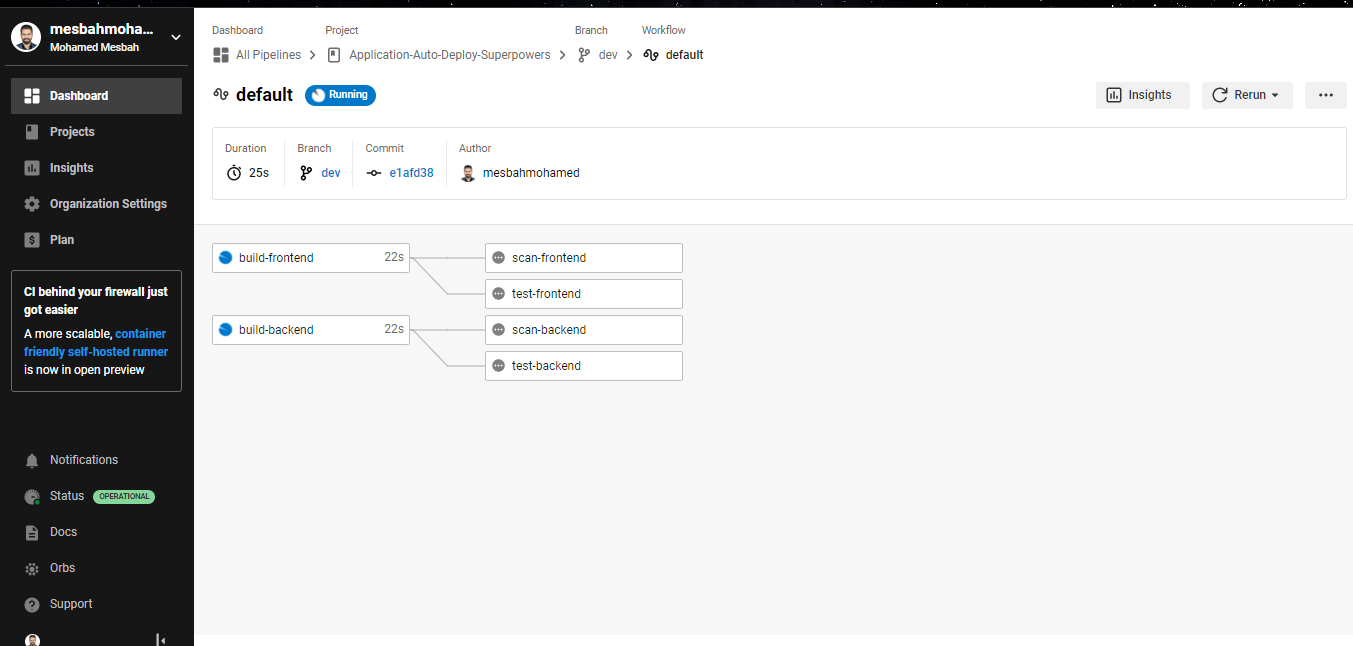 mesbahmoha...
Mohamed Mesbah
Dashboard
Projects
Insights
Organization Settings
Plan
CI behind your firewall just
got easier
A more scalable, container
friendly self-hosted runner
is now in open preview
Notifications
Status OPERATIONAL
Docs
Orbs
Support
Dashboard Project Branch Workflow
All Pipelines Application-Auto-Deploy-Superpowers dev default
default Running
Insights Rerun
Duration Branch Commit Author
25s dev e1afd38 mesbahmohamed
build-frontend 22s scan-frontend
test-frontend
build-backend 22s scan-backend
test-backend